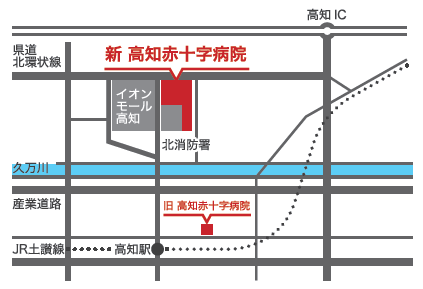 高知 IC
県道
北環状線
新 高知赤十字病院
イオン
モール
高知
北消防署
久万川
産業道路
旧 高知赤十字病院
JR土讃線
高知駅